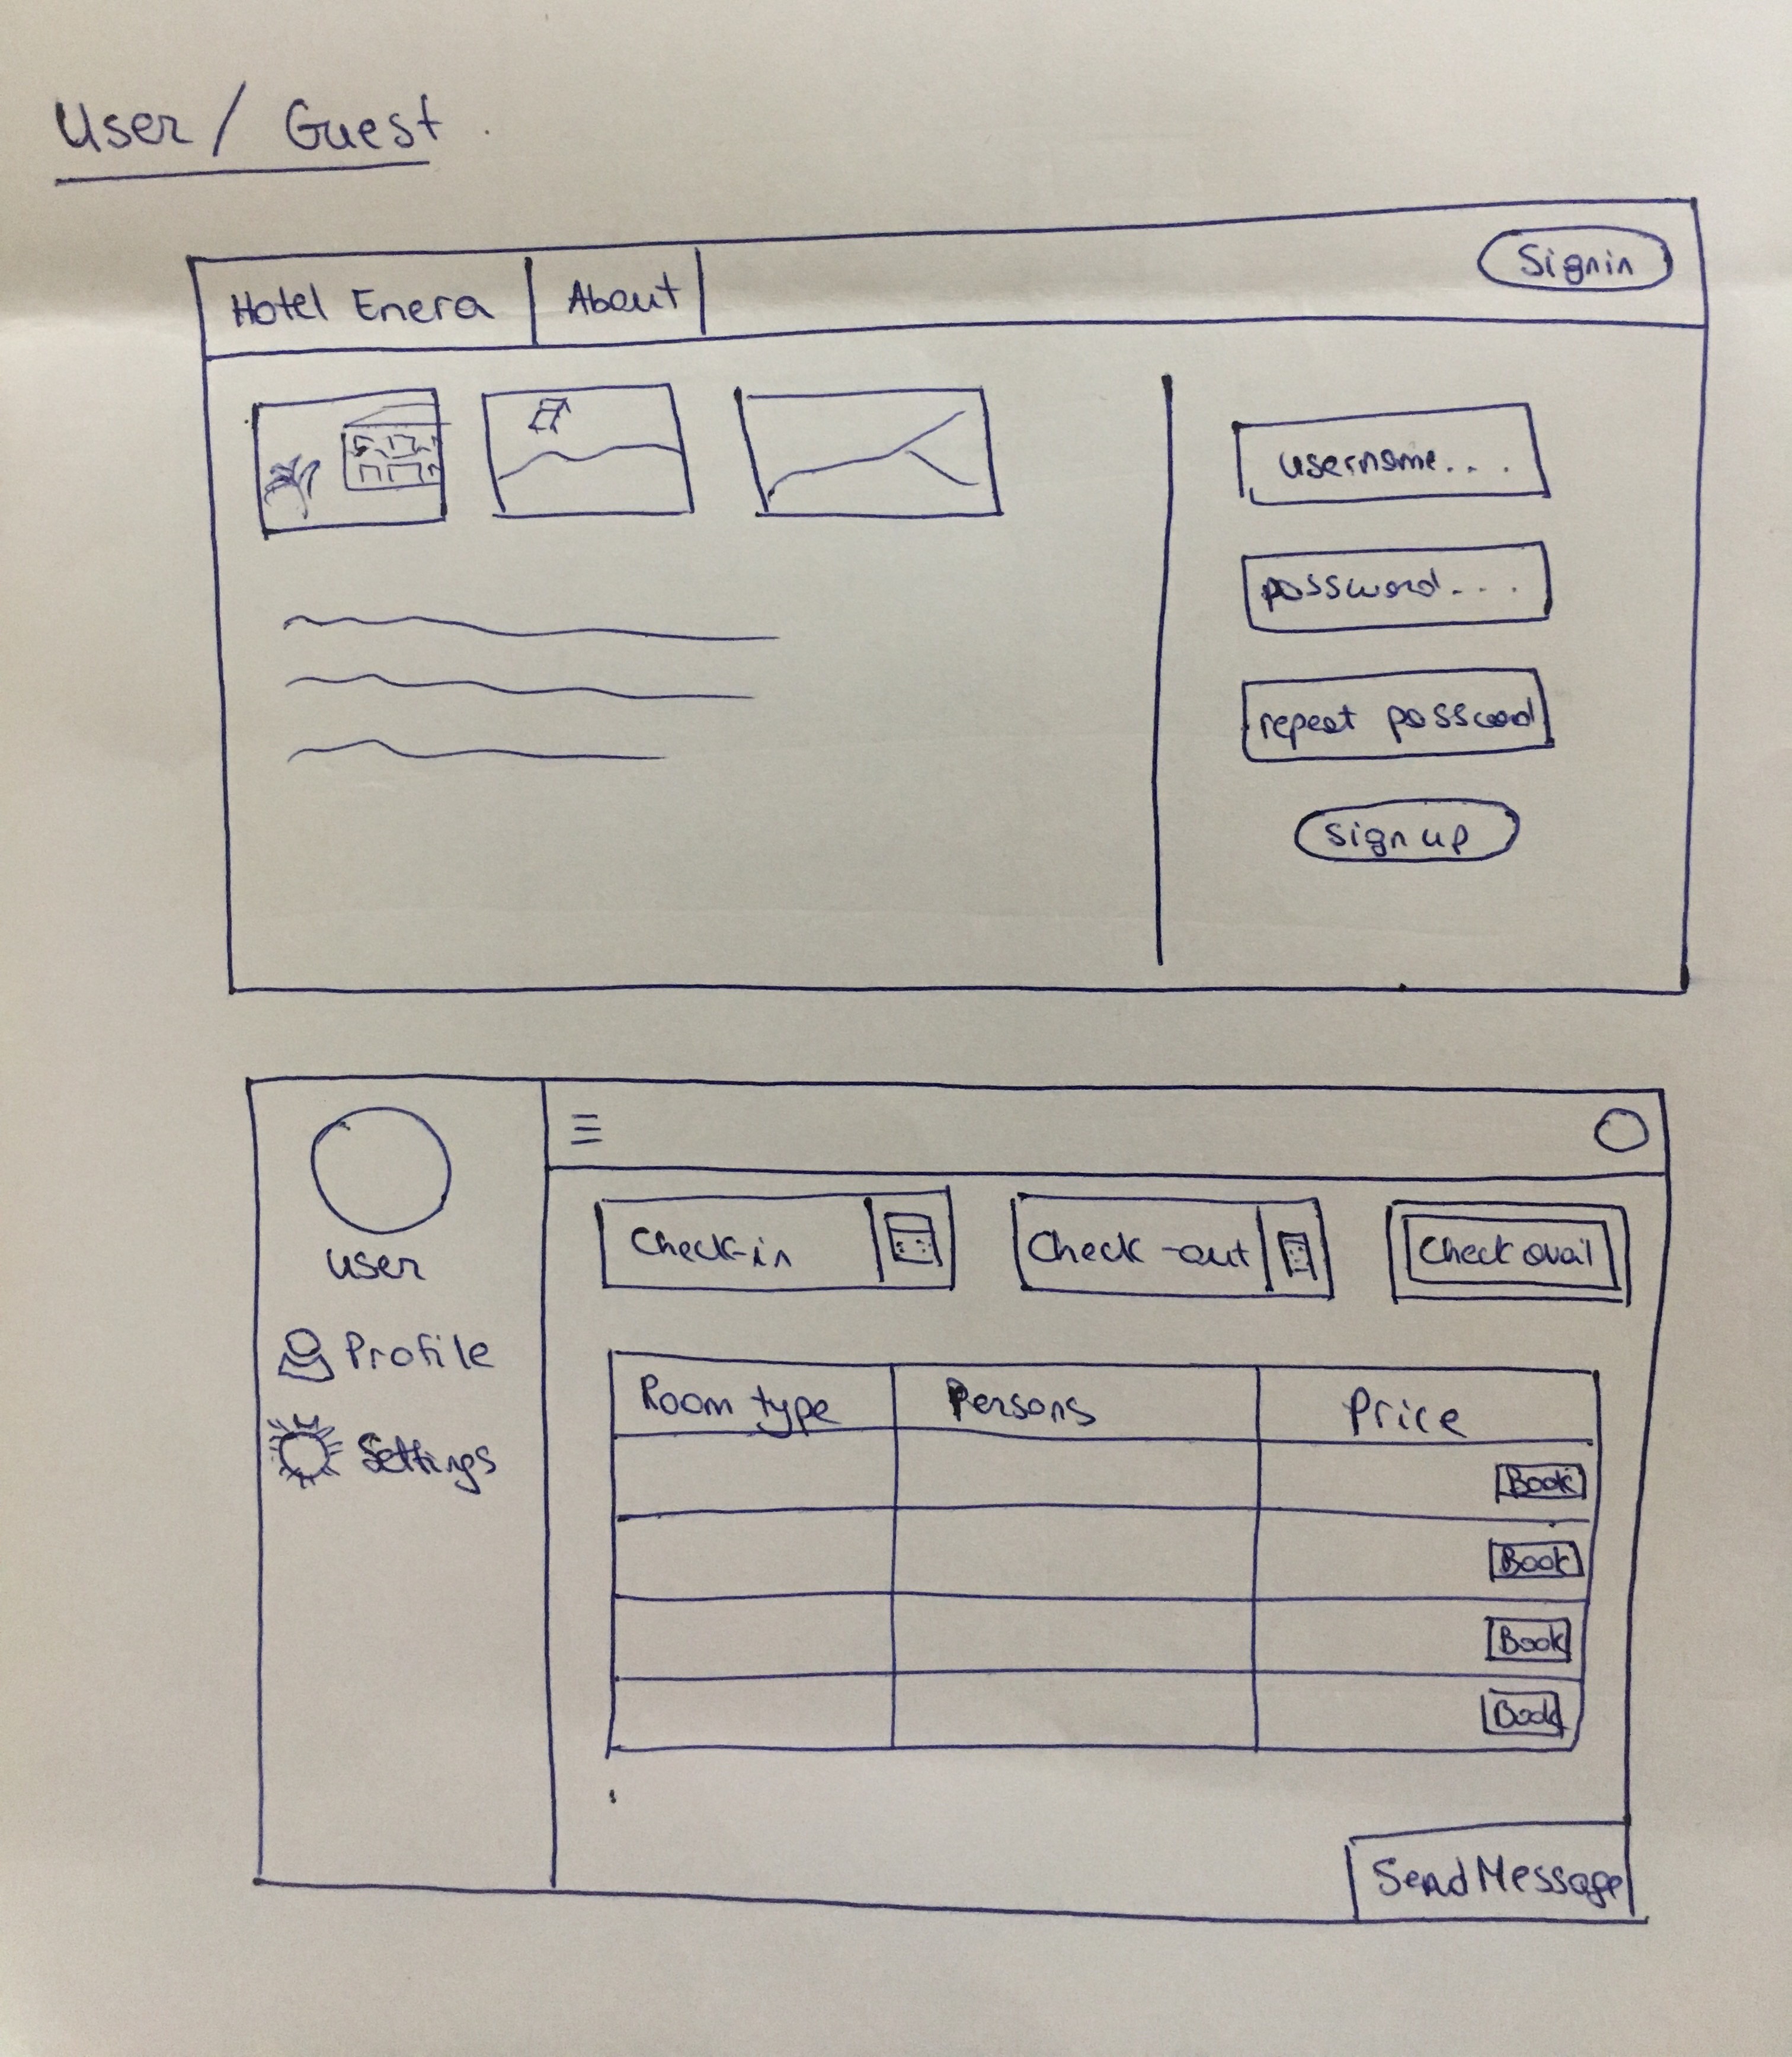 User / Guest
Hotel Enera
About
Signin
username....
password....
repeat password
sign up
user
Profile
Settings
Check-in
Check-out
Check avail
Room type
Persons
Price
Book
Book
Book
Book
Send Message